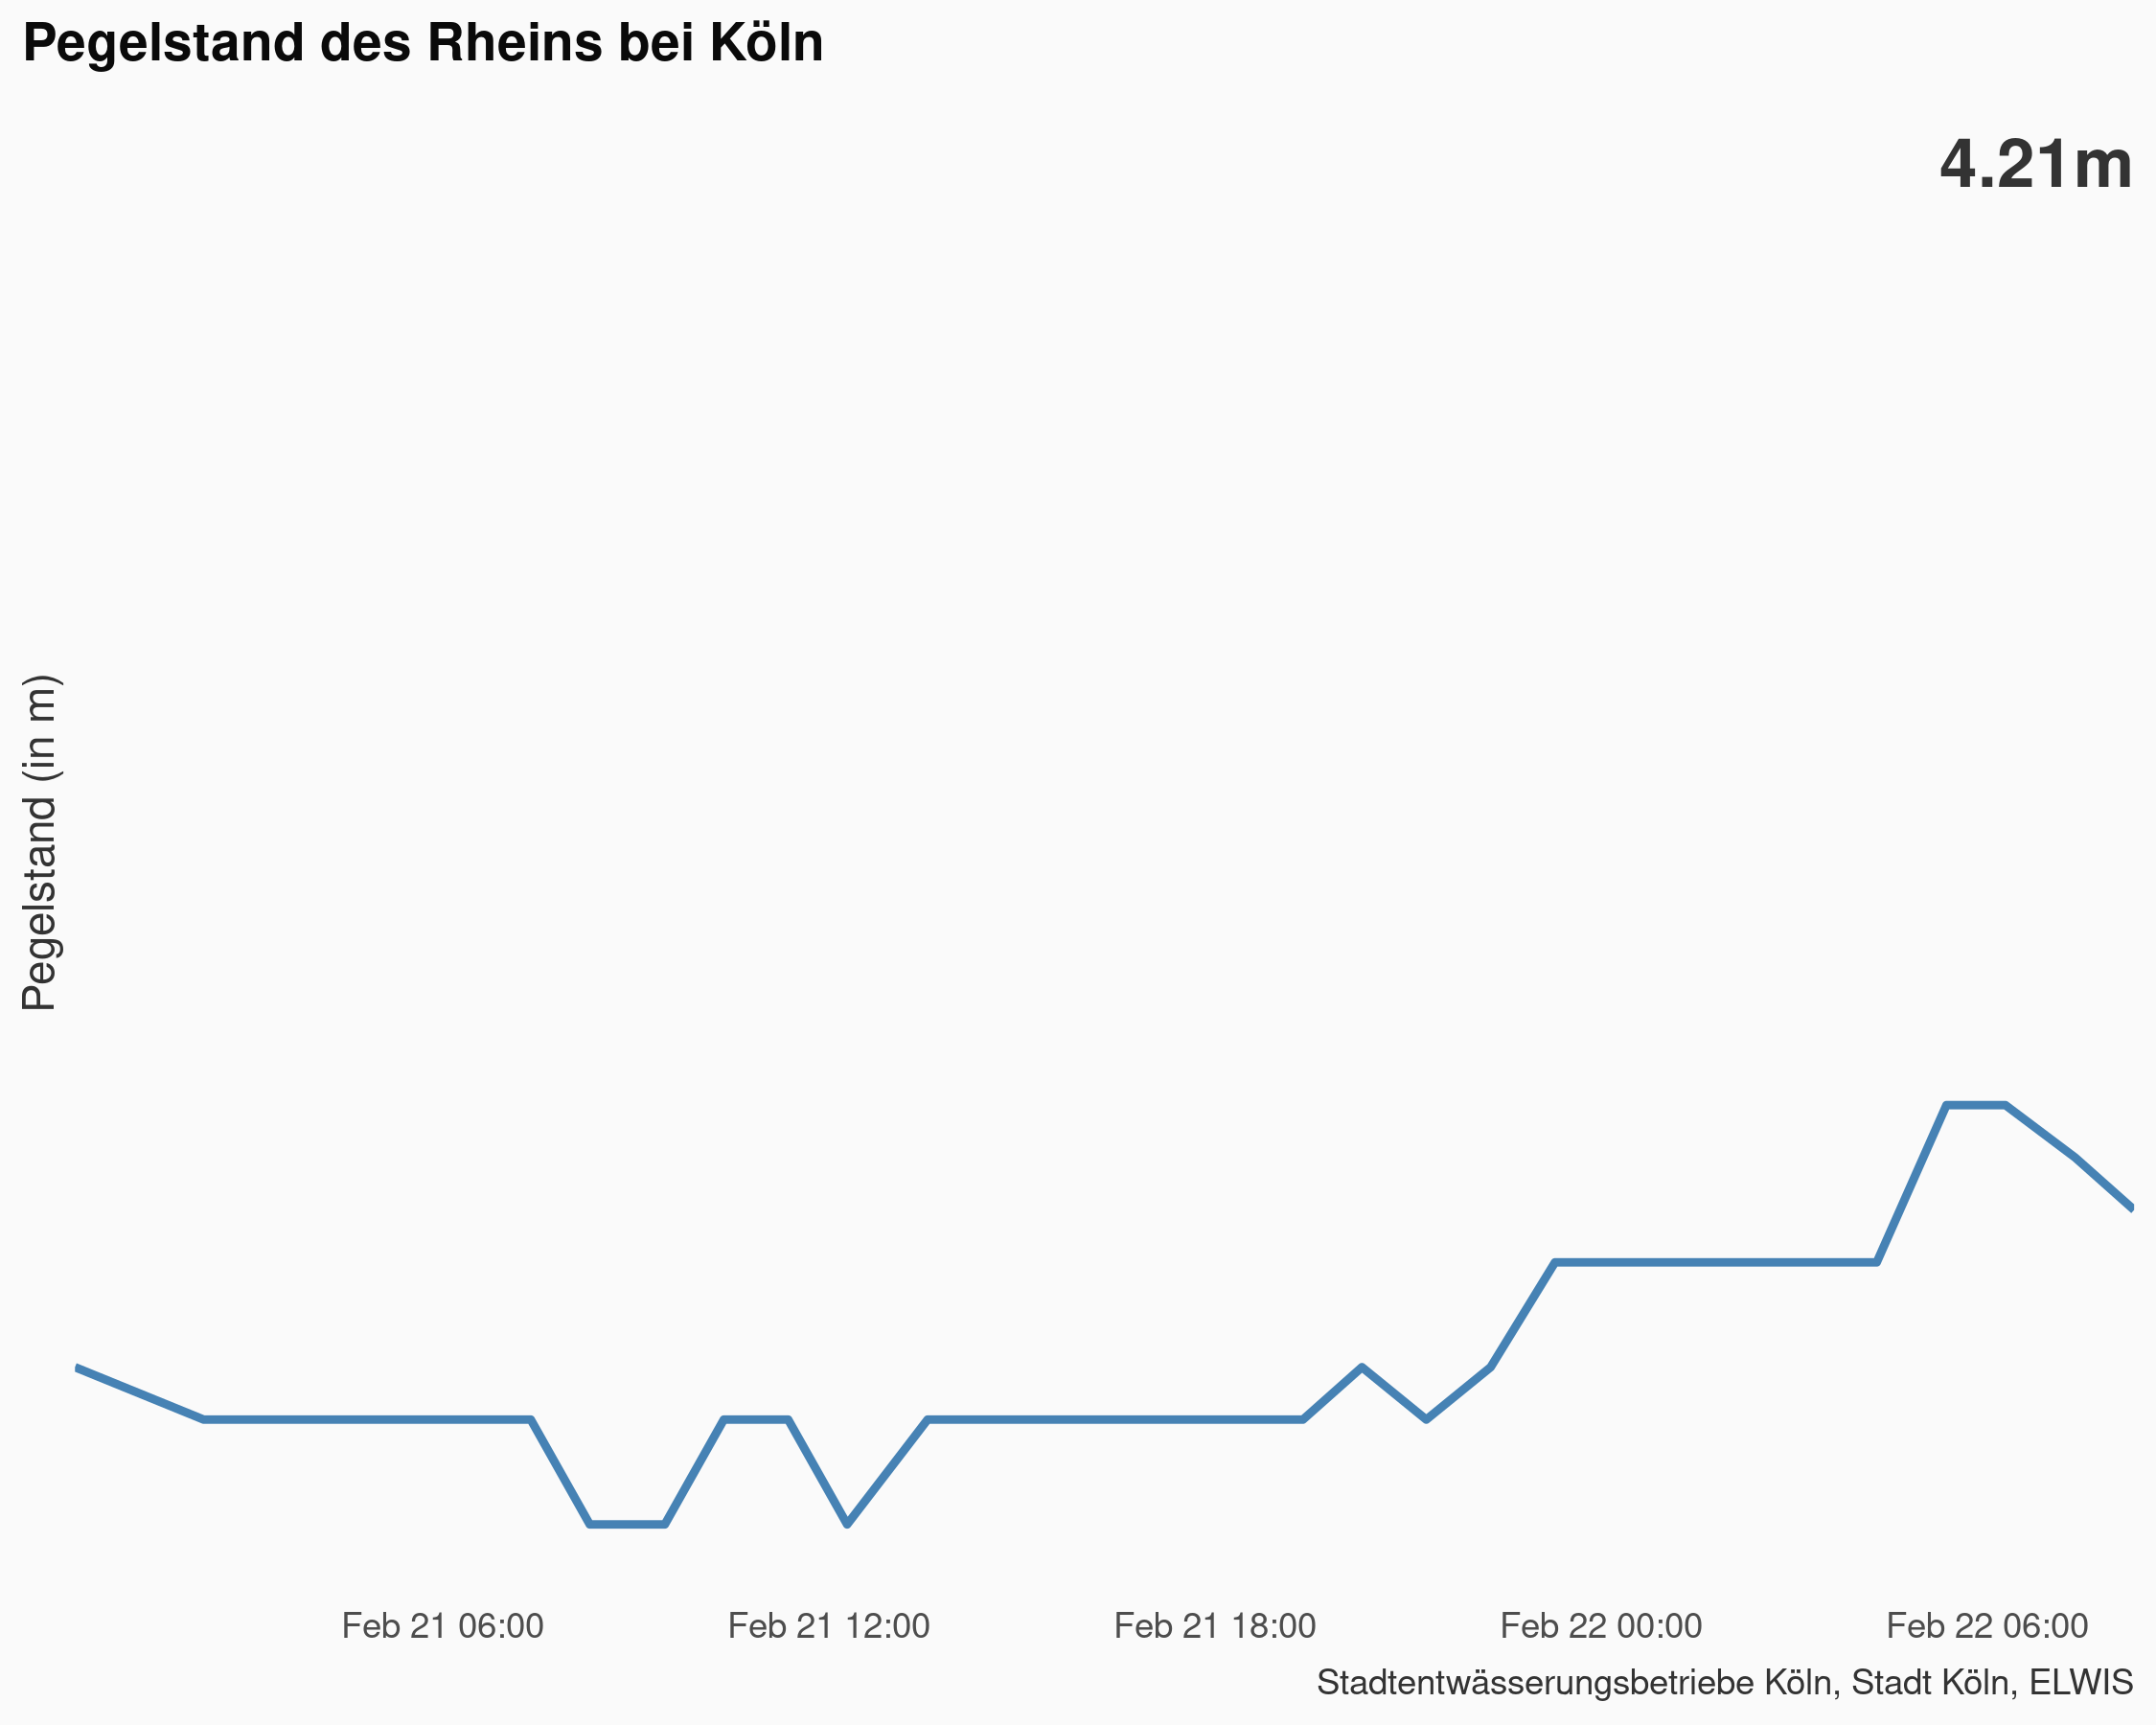 Pegelstand des Rheins bei Köln
4.21m
Pegelstand (in m)
Feb 21 06:00 Feb 21 12:00 Feb 21 18:00 Feb 22 00:00 Feb 22 06:00
Stadtentwässerungsbetriebe Köln, Stadt Köln, ELWIS